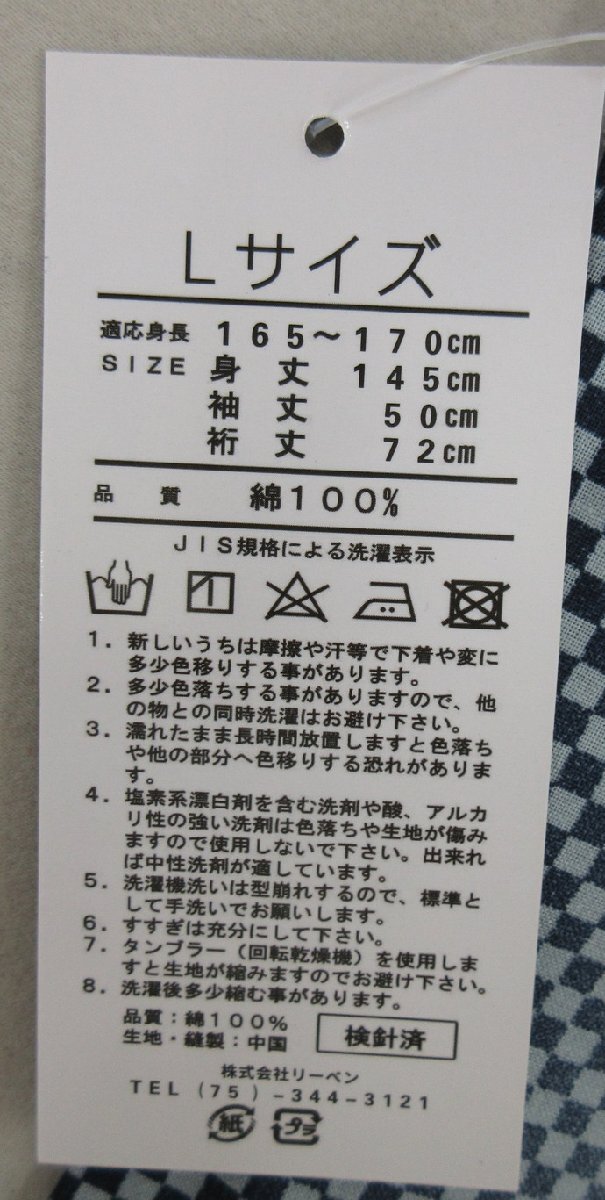 Lサイズ
適応身長 165～170cm
SIZE 身丈 145cm
袖丈 50cm
裄丈 72cm
品質 綿100%
JIS規格による洗濯表示
1. 新しいうちは摩擦や汗等で下着や変に
多少色移りする事があります。
2. 多少色落ちする事がありますので、他
の物との同時洗濯はお避け下さい。
3. 濡れたまま長時間放置しますと色落ち
や他の部分へ色移りする恐れがありま
す。
4. 塩素系漂白剤を含む洗剤や酸、アルカ
リ性の強い洗剤は色落ちや生地が傷み
ますので使用しないで下さい。出来れ
ば中性洗剤が適しています。
5. 洗濯機洗いは型崩れするので、標準と
して手洗いでお願いします。
6. すすぎは充分にして下さい。
7. タンブラー（回転乾燥機）を使用しま
すと生地が縮みますのでお避け下さい。
8. 洗濯後多少縮む事があります。
品質：綿100%
生地・縫製：中国
検針済
株式会社リーベン
TEL (75)-344-3121
紙 プラ